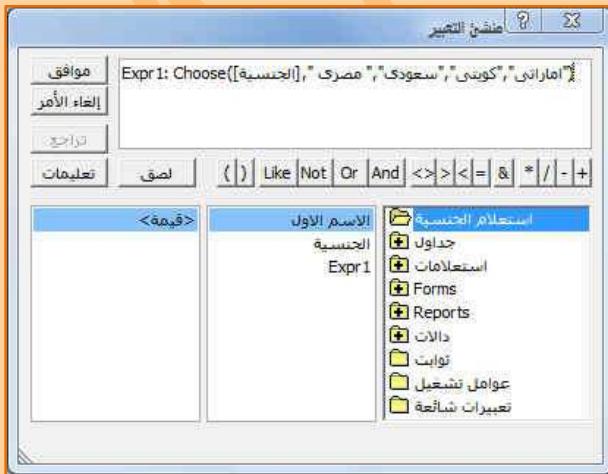 منشئ التعبير
Expr1: Choose([الجنسية]," مصرى ","سعودى","كويتى","اماراتى")
موافق
إلغاء الأمر
تراجع
تعليمات
لصق
( ) Like Not Or And <> > < = & * / - +
استعلام الجنسية
جداول
استعلامات
Forms
Reports
دالات
ثوابت
عوامل تشغيل
تعبيرات شائعة
الاسم الاول
الجنسية
Expr1
<قيمة>